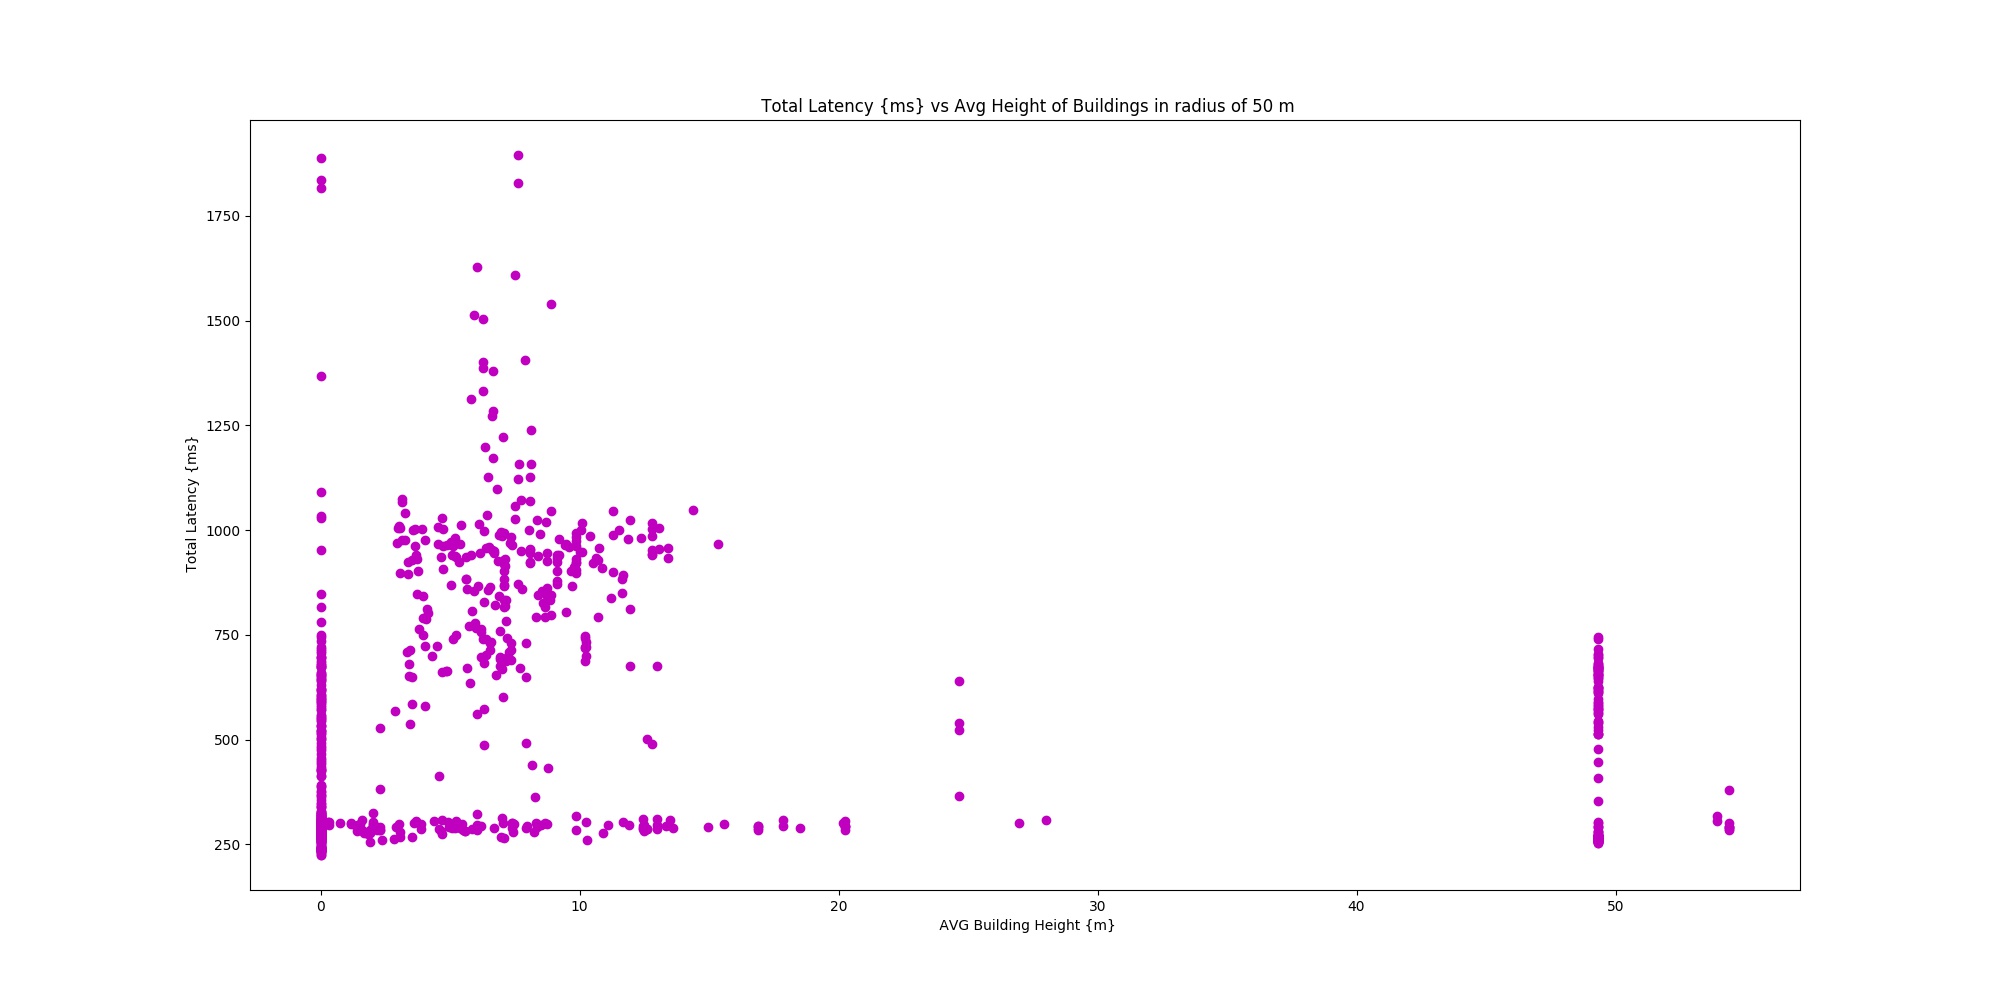 Total Latency {ms} vs Avg Height of Buildings in radius of 50 m
1750
1500
1250
1000
750
500
250
Total Latency {ms}
0 10 20 30 40 50
AVG Building Height {m}